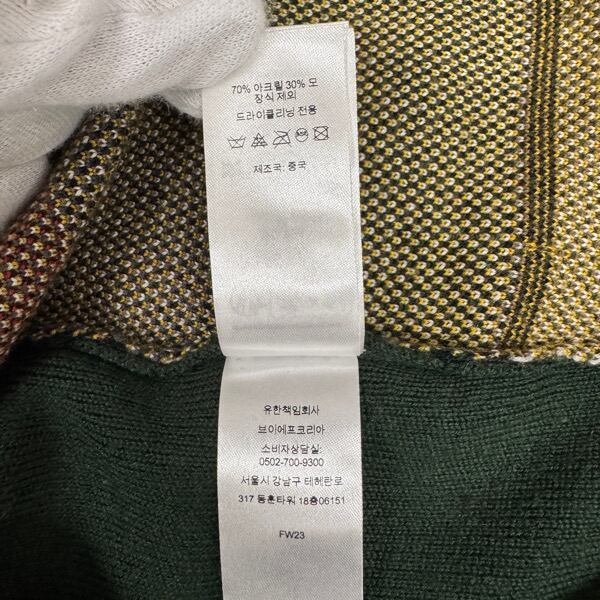 70% 아크릴 30% 모
장식 제외
드라이클리닝 전용
제조국: 중국
유한책임회사
브이에프코리아
소비자상담실:
0502-700-9300
서울시 강남구 테헤란로
317 동훈타워 18층06151
FW23